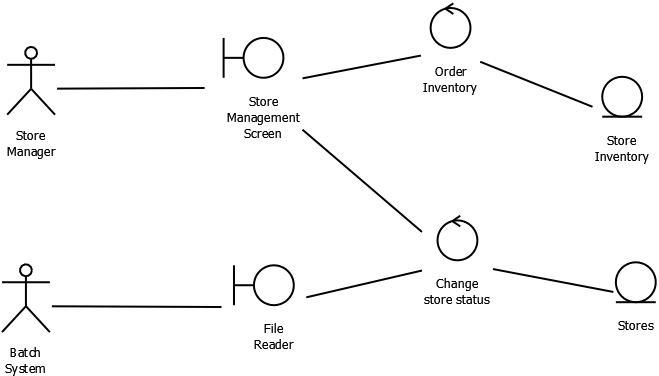 Order
Inventory
Store
Management
Screen
Store
Manager
Store
Inventory
Change
store status
File
Reader
Stores
Batch
System